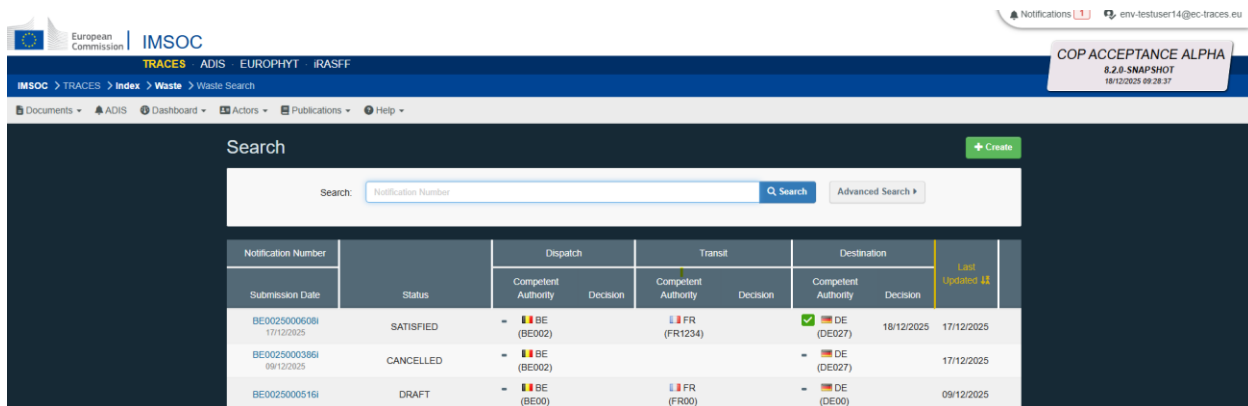 Notifications 1 env-testuser14@ec-traces.eu
European Commission IMSOC
COP ACCEPTANCE ALPHA
8.2.0-SNAPSHOT
18/12/2025 09:28:37
TRACES · ADIS · EUROPHYT · iRASFF
IMSOC > TRACES > Index > Waste > Waste Search
Documents ADIS Dashboard Actors Publications Help
Search
+ Create
Search: Notification Number Search Advanced Search
Notification Number Dispatch Transit Destination
Last Updated
Submission Date Status Competent Authority Decision Competent Authority Decision Competent Authority Decision
BE0025000608I SATISFIED - BE FR DE 18/12/2025 17/12/2025
17/12/2025 (BE002) (FR1234) (DE027)
BE0025000386I CANCELLED - BE - DE 17/12/2025
09/12/2025 (BE002) (DE027)
BE0025000516I DRAFT - BE FR - DE 09/12/2025
(BE00) (FR00) (DE00)